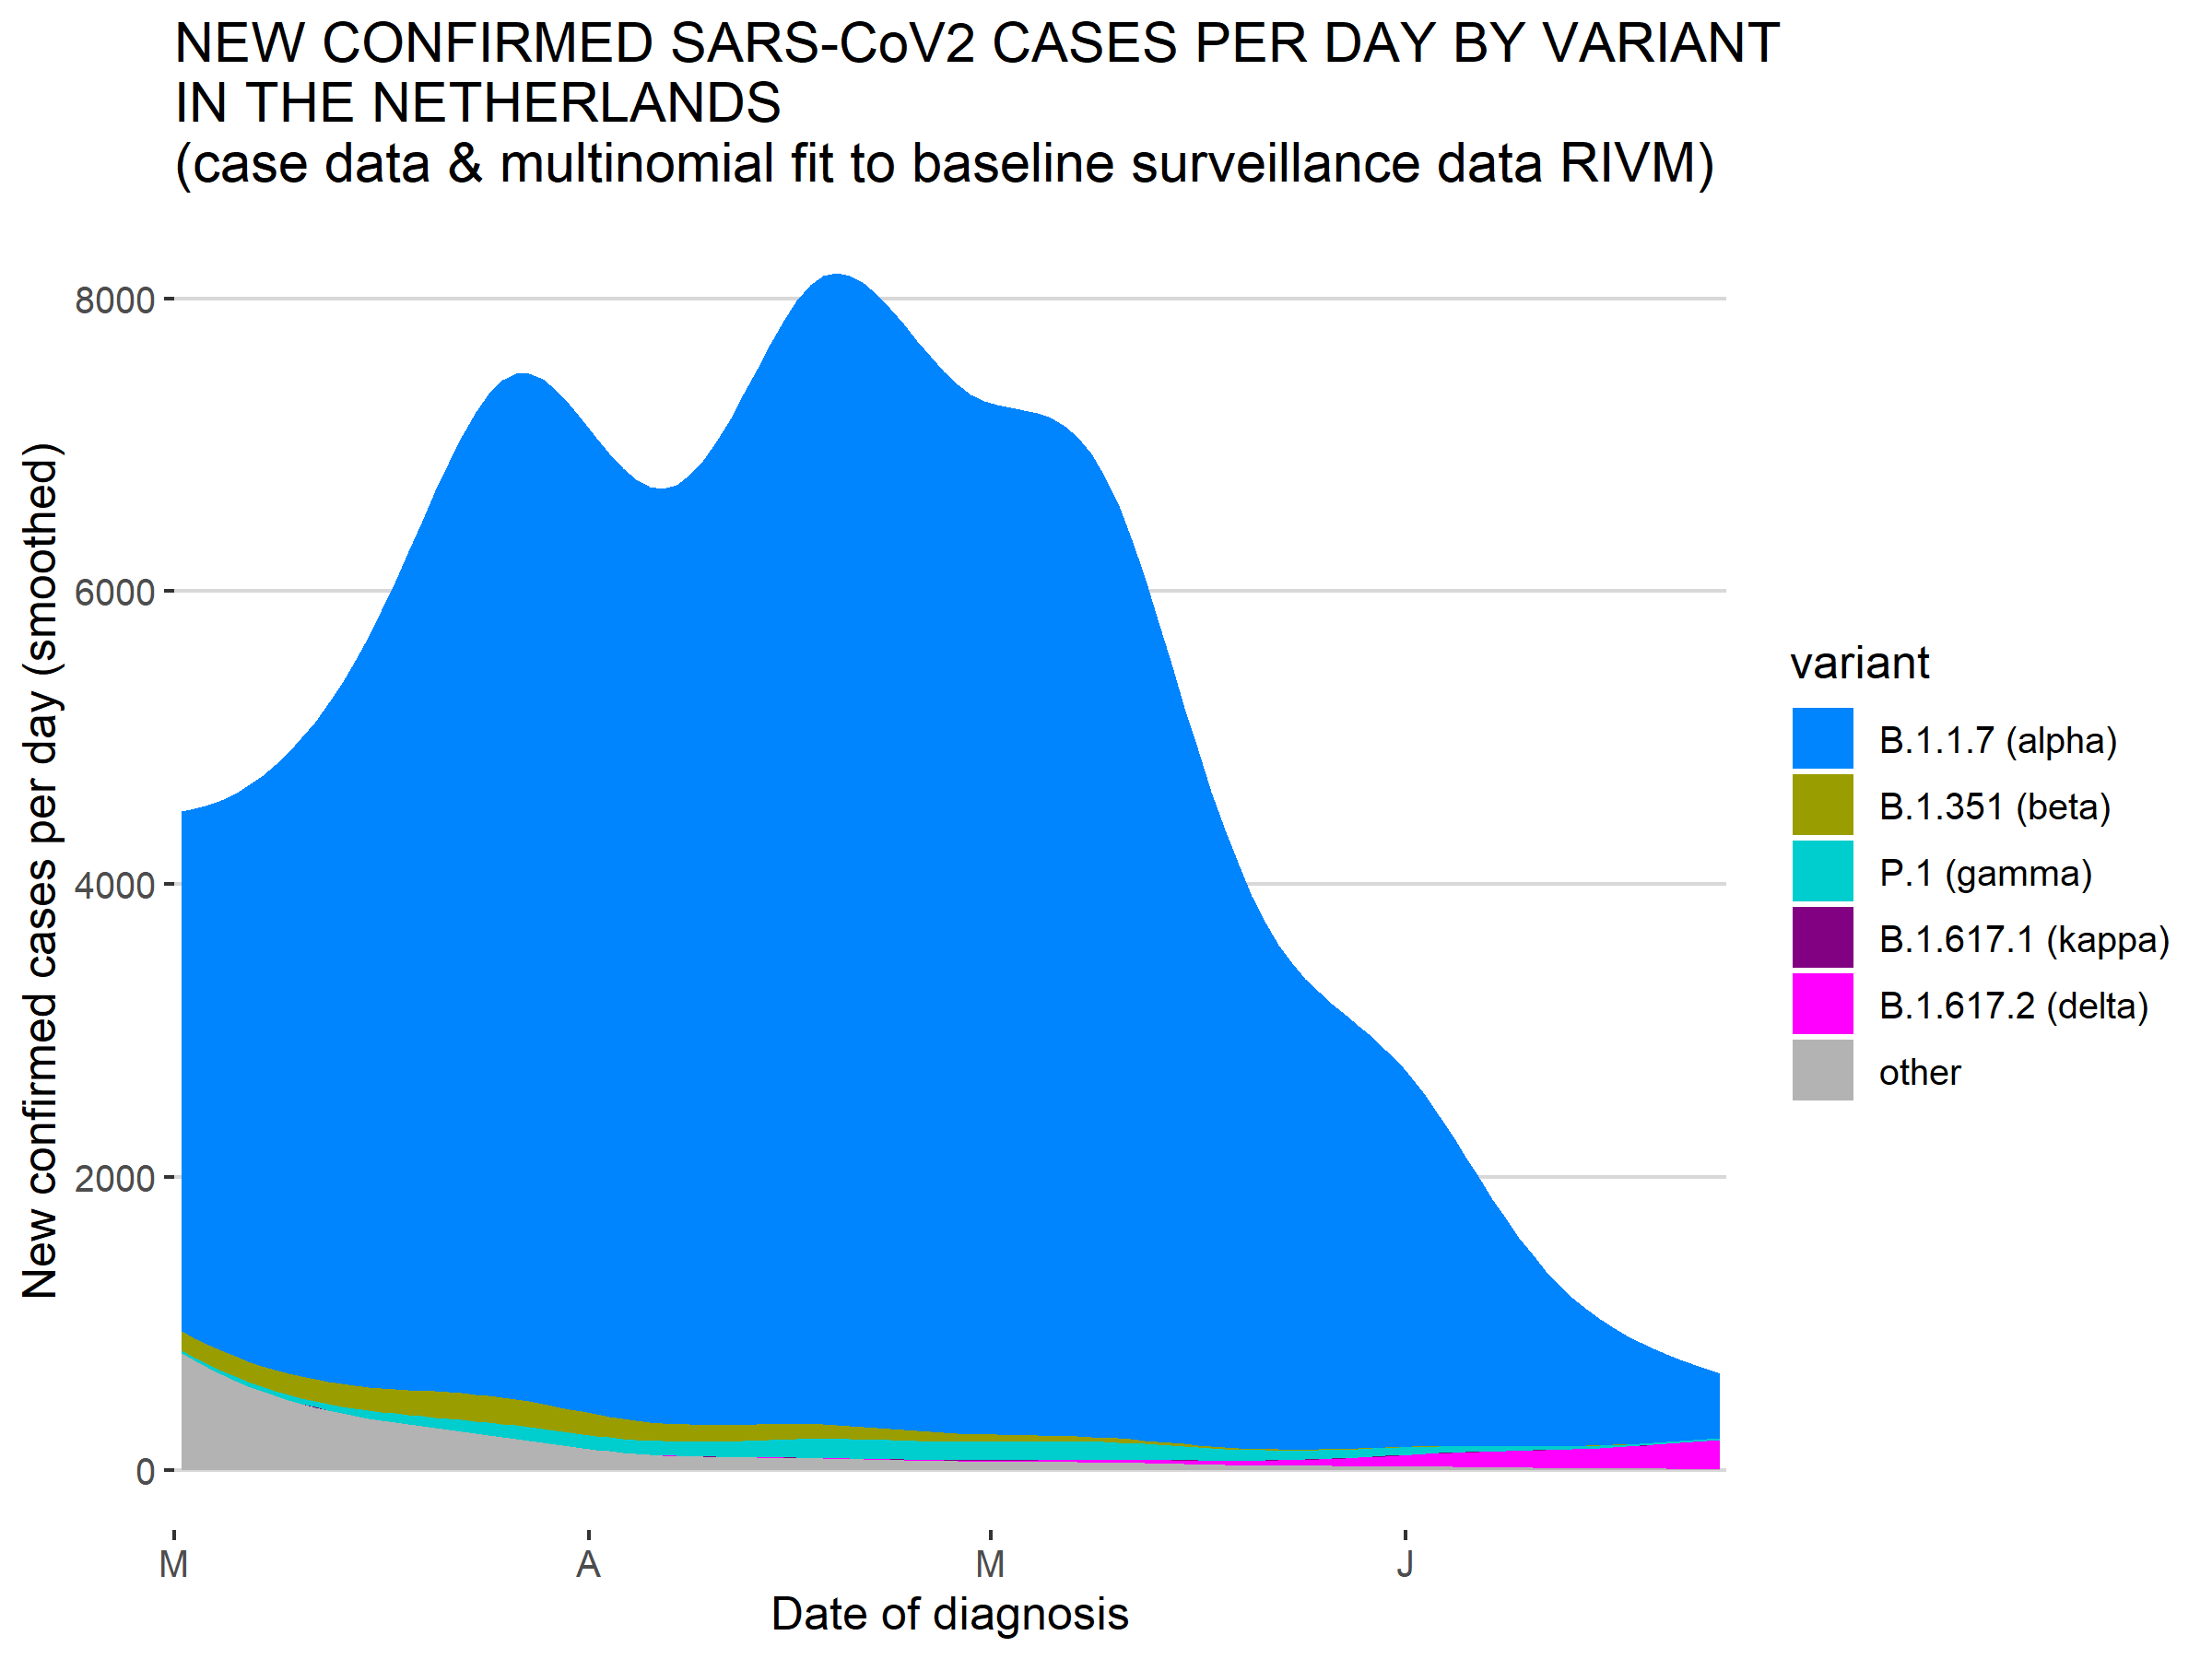 NEW CONFIRMED SARS-CoV2 CASES PER DAY BY VARIANT
IN THE NETHERLANDS
(case data & multinomial fit to baseline surveillance data RIVM)
New confirmed cases per day (smoothed)
8000
6000
4000
2000
0
M
A
M
J
Date of diagnosis
variant
B.1.1.7 (alpha)
B.1.351 (beta)
P.1 (gamma)
B.1.617.1 (kappa)
B.1.617.2 (delta)
other